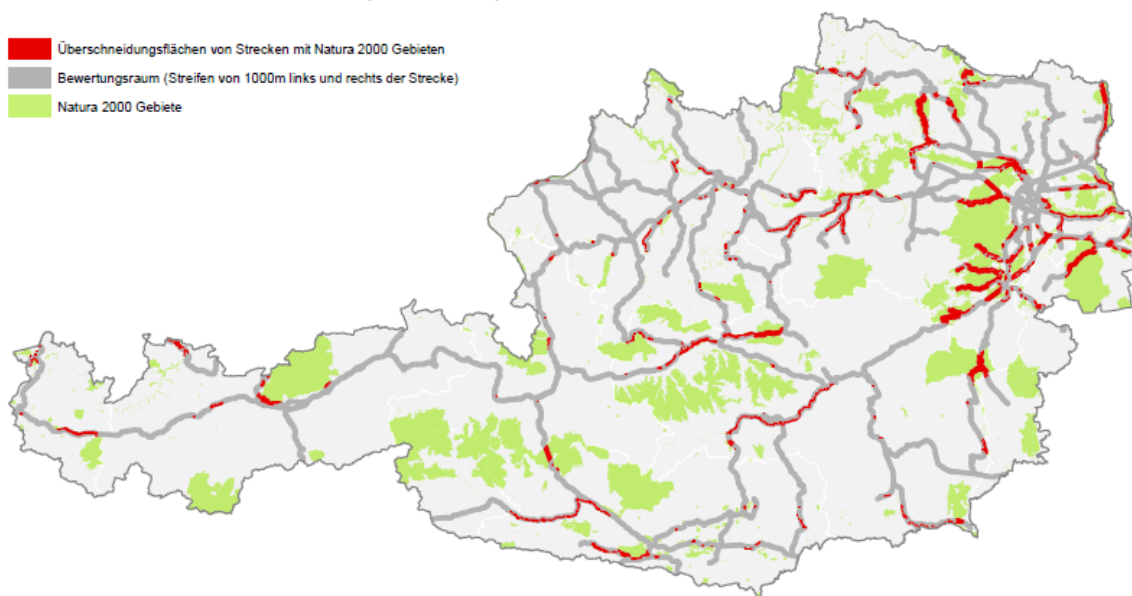 Überschneidungsflächen von Strecken mit Natura 2000 Gebieten
Bewertungsraum (Streifen von 1000m links und rechts der Strecke)
Natura 2000 Gebiete